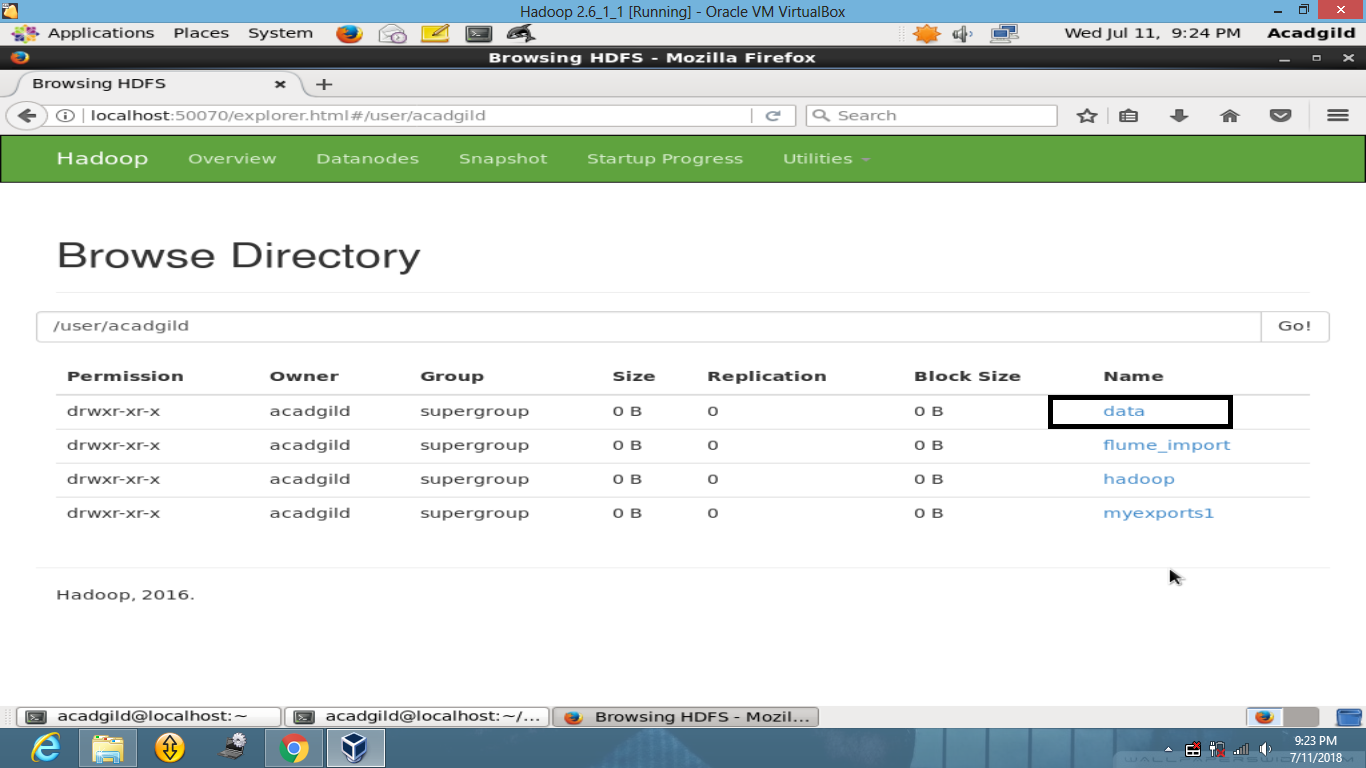 Hadoop 2.6_1_1 [Running] - Oracle VM VirtualBox
Applications Places System Wed Jul 11, 9:24 PM Acadgild
Browsing HDFS - Mozilla Firefox
Browsing HDFS
localhost:50070/explorer.html#/user/acadgild Search
Hadoop Overview Datanodes Snapshot Startup Progress Utilities
Browse Directory
/user/acadgild Go!
Permission Owner Group Size Replication Block Size Name
drwxr-xr-x acadgild supergroup 0 B 0 0 B data
drwxr-xr-x acadgild supergroup 0 B 0 0 B flume_import
drwxr-xr-x acadgild supergroup 0 B 0 0 B hadoop
drwxr-xr-x acadgild supergroup 0 B 0 0 B myexports1
Hadoop, 2016.
acadgild@localhost:~ acadgild@localhost:~/... Browsing HDFS - Mozil...
9:23 PM
7/11/2018